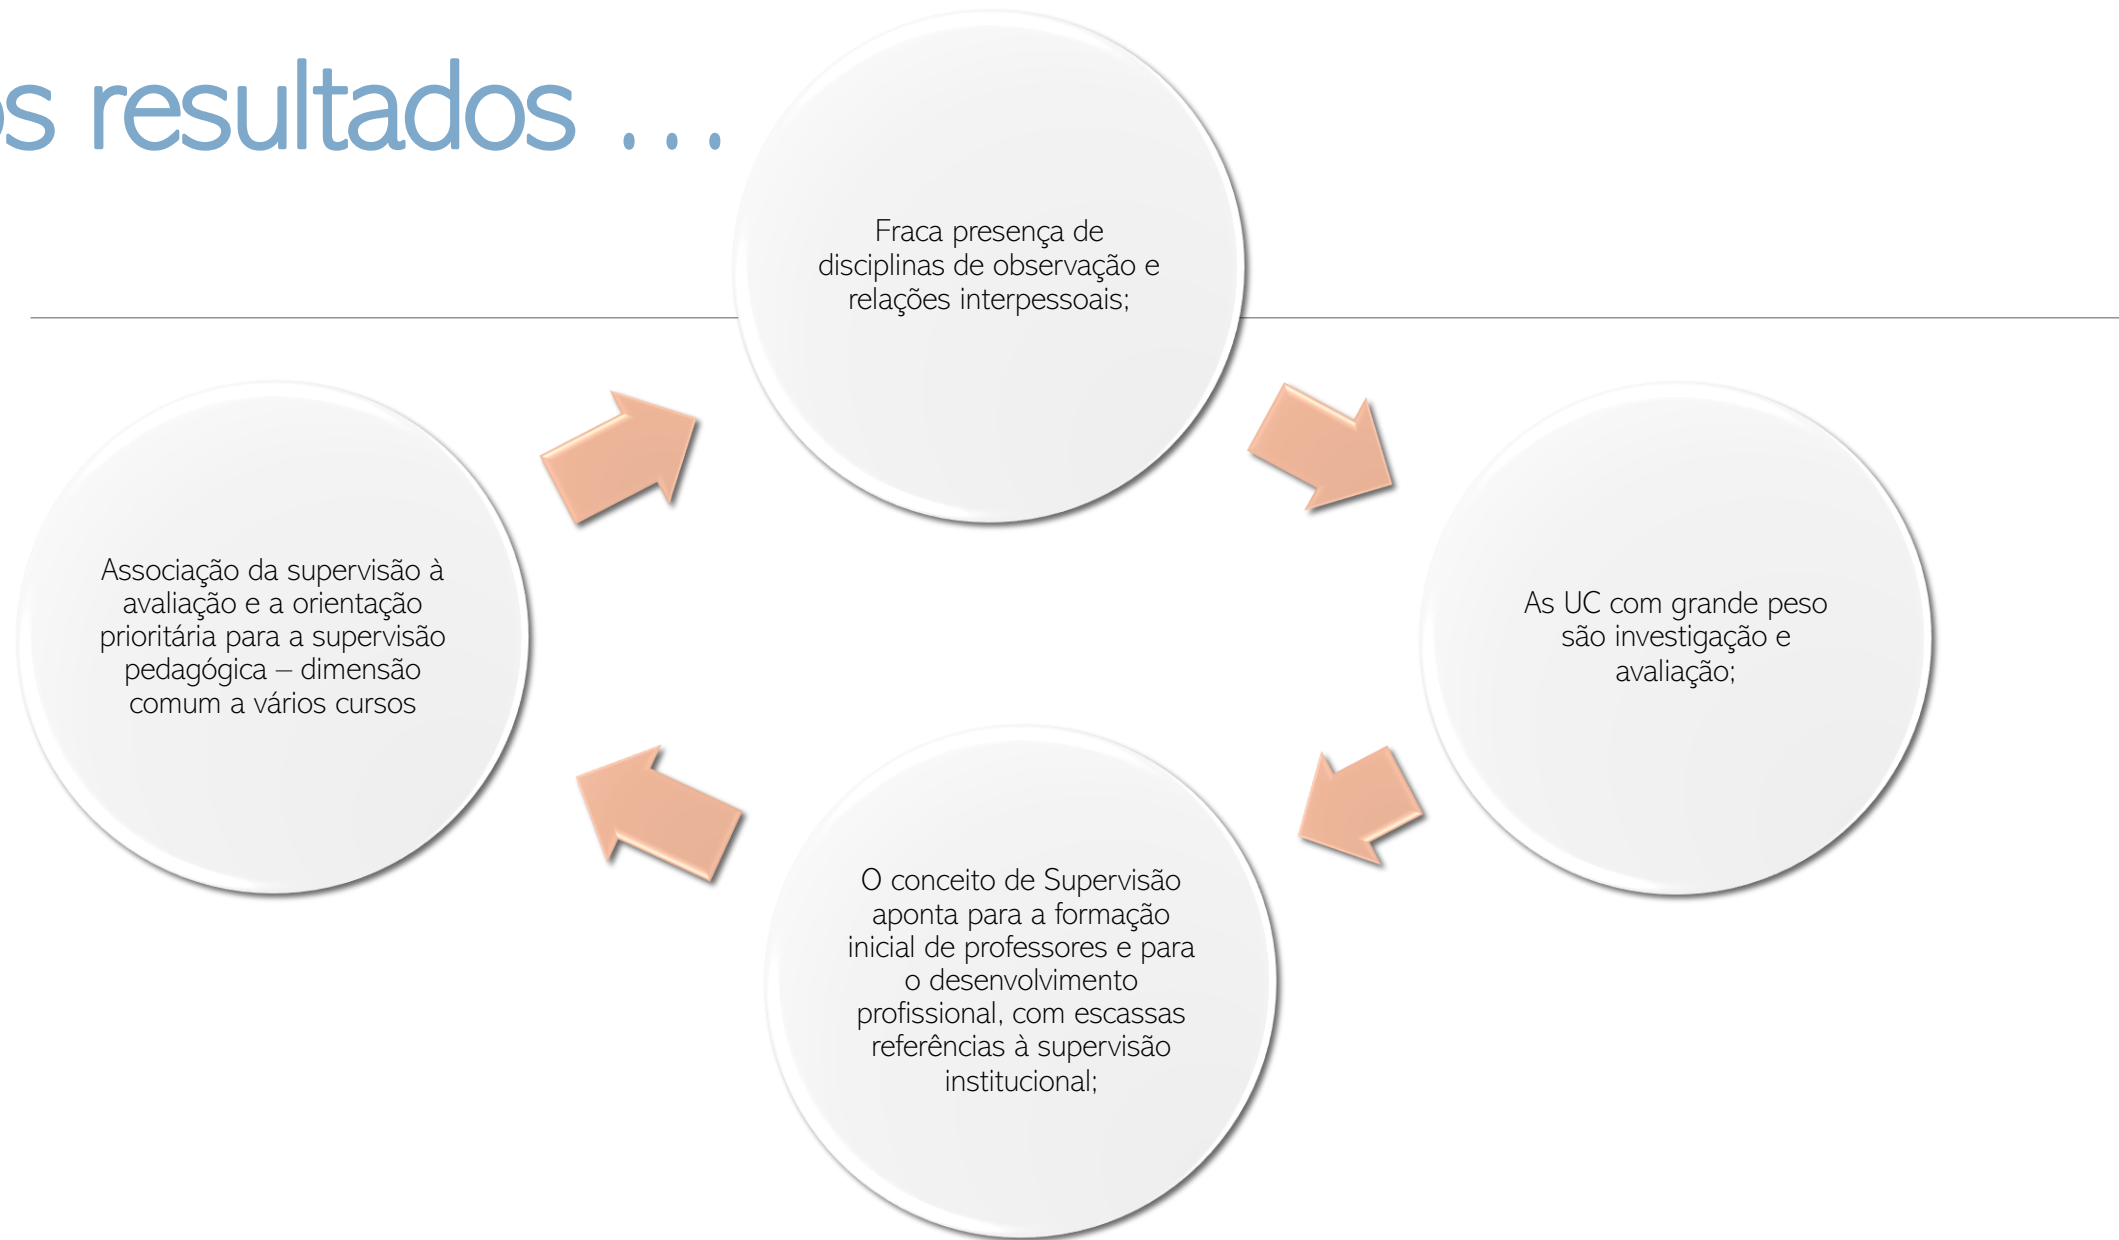 os resultados ...
Fraca presença de
disciplinas de observação e
relações interpessoais;
As UC com grande peso
são investigação e
avaliação;
O conceito de Supervisão
aponta para a formação
inicial de professores e para
o desenvolvimento
profissional, com escassas
referências à supervisão
institucional;
Associação da supervisão à
avaliação e a orientação
prioritária para a supervisão
pedagógica – dimensão
comum a vários cursos